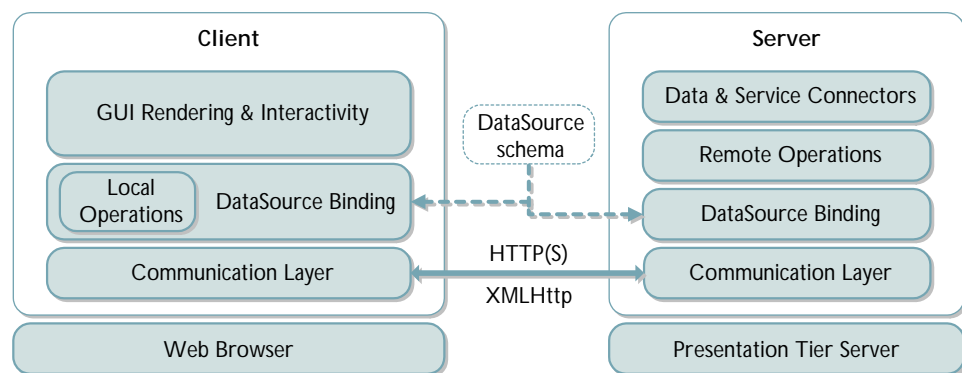 Client
GUI Rendering & Interactivity
Local
Operations
DataSource Binding
Communication Layer
Web Browser
DataSource
schema
HTTP(S)
XMLHttp
Server
Data & Service Connectors
Remote Operations
DataSource Binding
Communication Layer
Presentation Tier Server